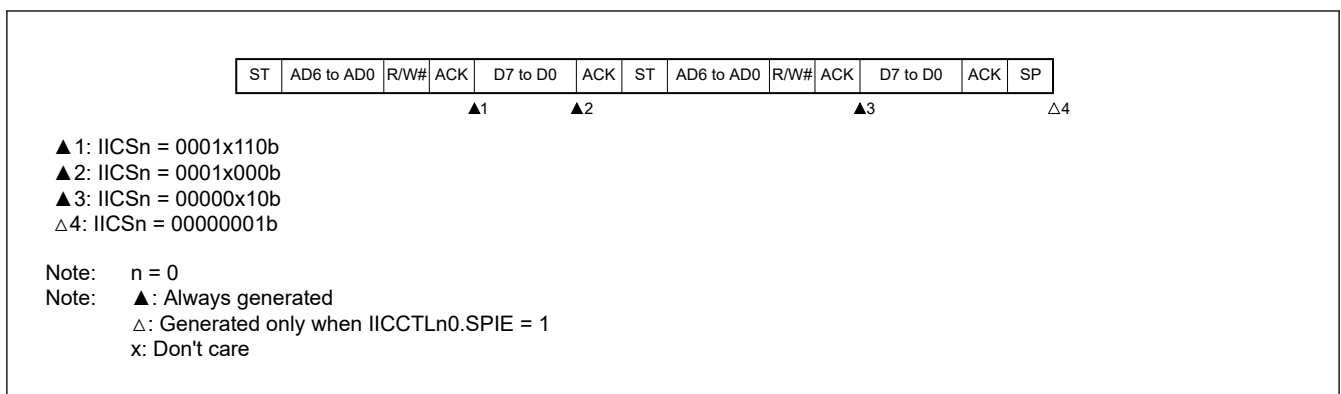 ST AD6 to AD0 R/W# ACK D7 to D0 ACK ST AD6 to AD0 R/W# ACK D7 to D0 ACK SP
▲1 ▲2 ▲3 △4
▲1: IICSn = 0001x110b
▲2: IICSn = 0001x000b
▲3: IICSn = 00000x10b
△4: IICSn = 00000001b
Note: n = 0
Note: ▲: Always generated
△: Generated only when IICCTLn0.SPIE = 1
x: Don't care